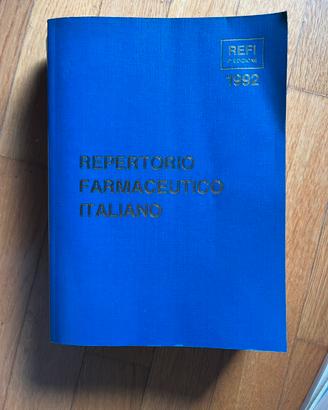 REFI
1992
REPERTORIO
FARMACEUTICO
ITALIANO